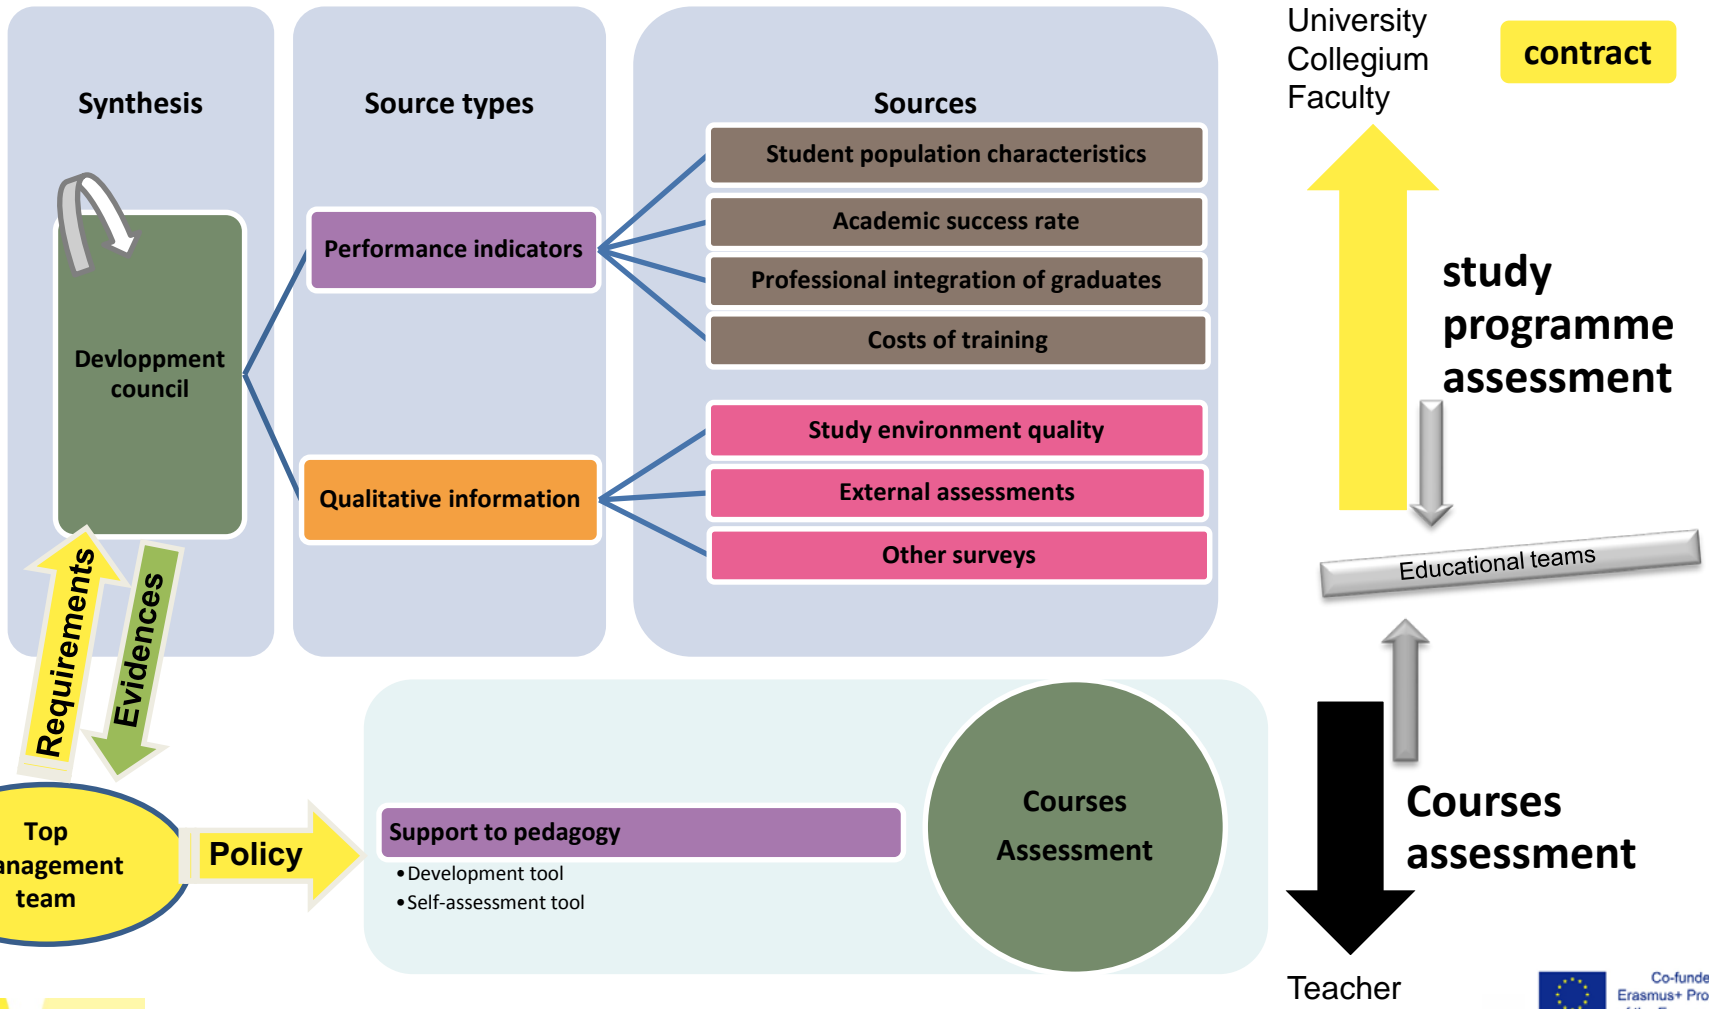 Synthesis
Source types
Sources
Devloppment
council
Performance indicators
Qualitative information
Student population characteristics
Academic success rate
Professional integration of graduates
Costs of training
Study environment quality
External assessments
Other surveys
Requirements
Evidences
Top
anagement
team
Policy
Support to pedagogy
•Development tool
•Self-assessment tool
Courses
Assessment
University
Collegium
Faculty
contract
study
programme
assessment
Educational teams
Courses
assessment
Teacher
Co-funde
Erasmus+ Pro